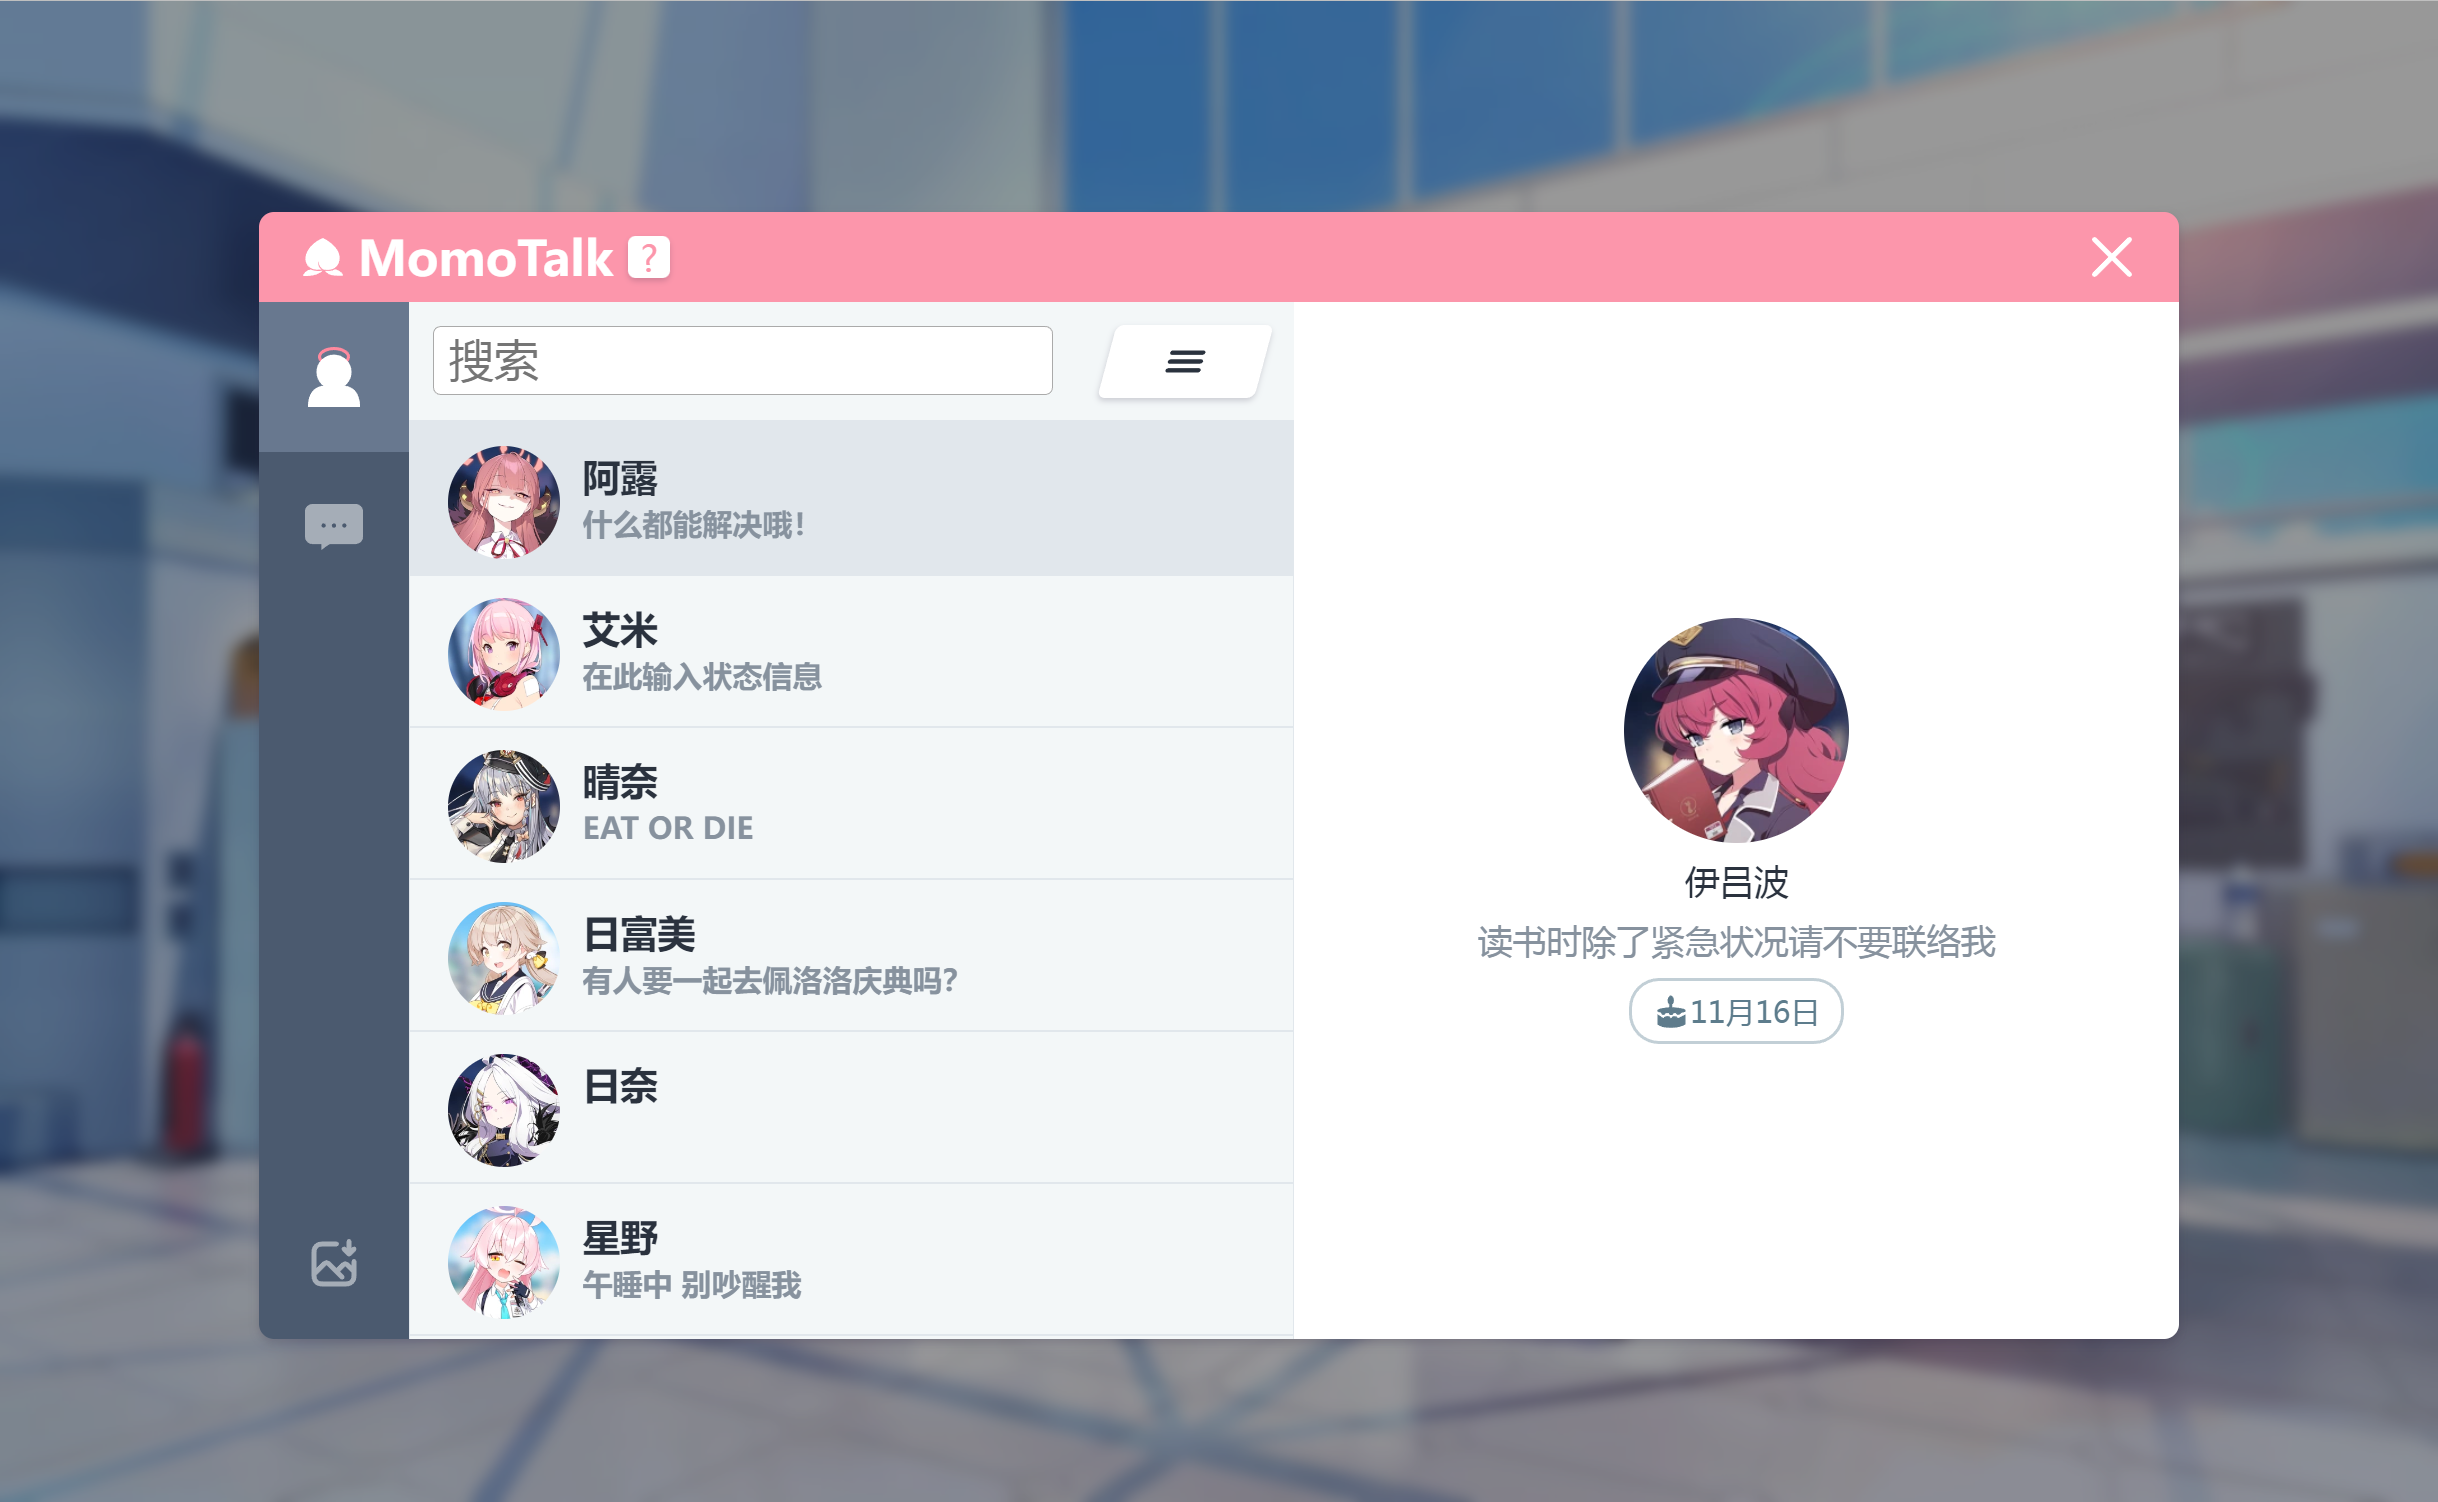 MomoTalk ?
搜索
阿露
什么都能解决哦！
艾米
在此输入状态信息
晴奈
EAT OR DIE
日富美
有人要一起去佩洛洛庆典吗？
日奈
星野
午睡中 别吵醒我
伊吕波
读书时除了紧急状况请不要联络我
11月16日